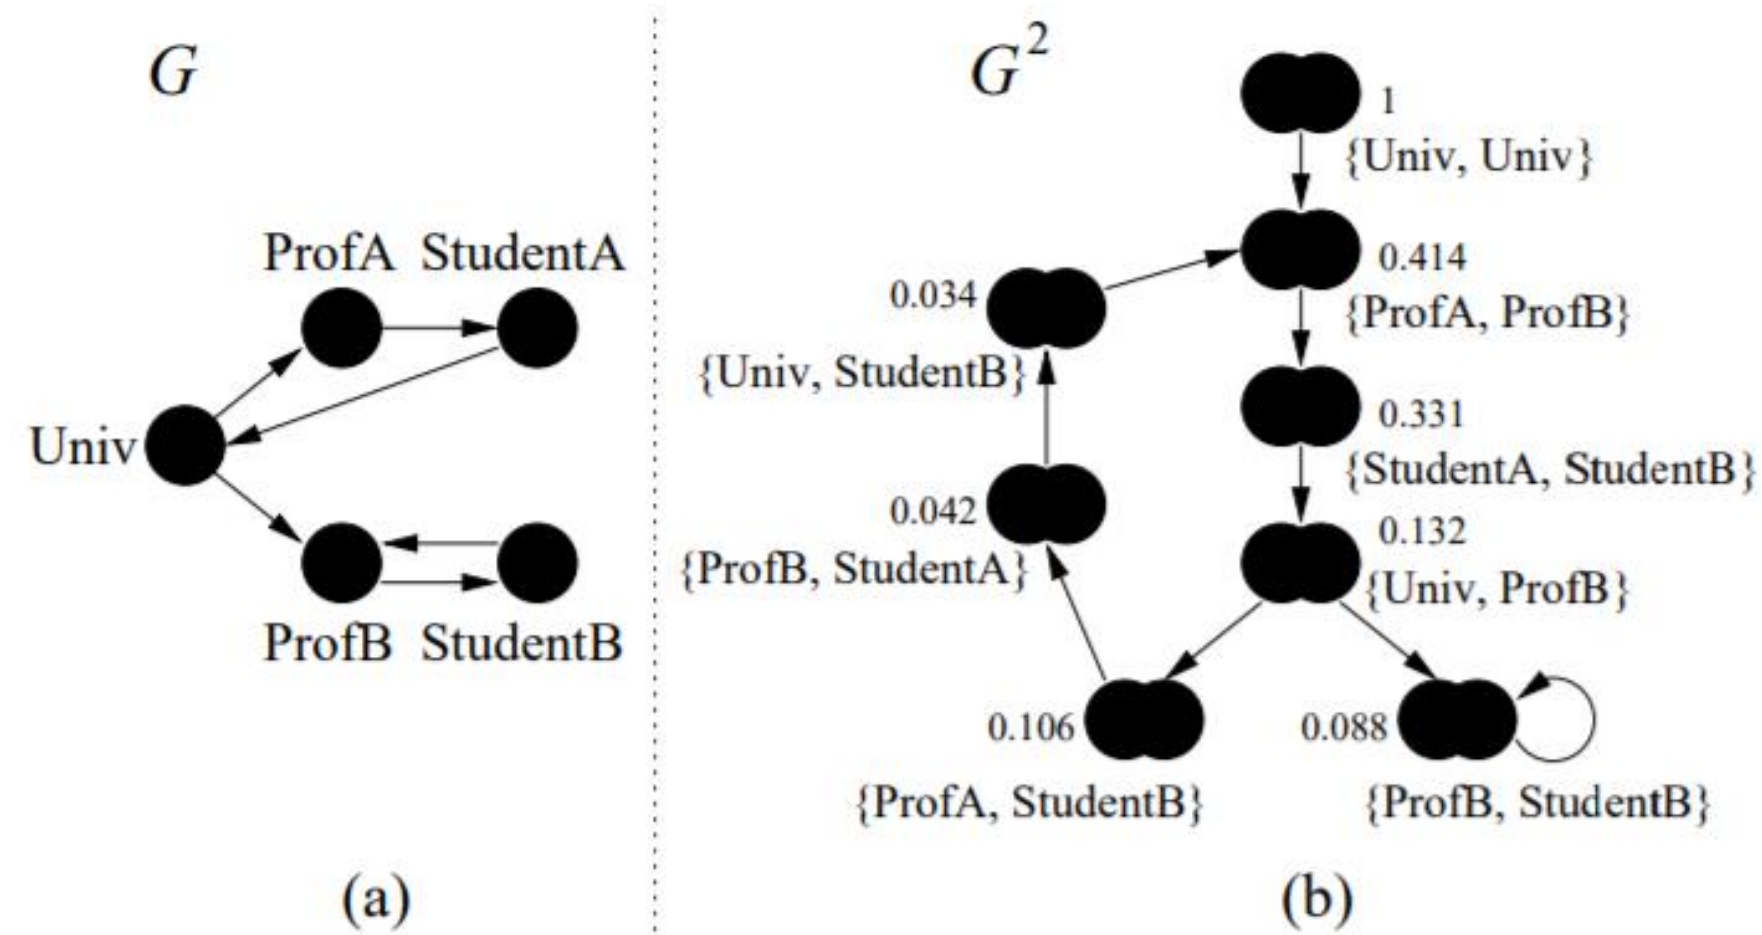 G
ProfA StudentA
Univ
ProfB StudentB
(a)
G²
1
{Univ, Univ}
0.414
{ProfA, ProfB}
0.034
{Univ, StudentB}
0.331
{StudentA, StudentB}
0.042
{ProfB, StudentA}
0.132
{Univ, ProfB}
0.106
{ProfA, StudentB}
0.088
{ProfB, StudentB}
(b)